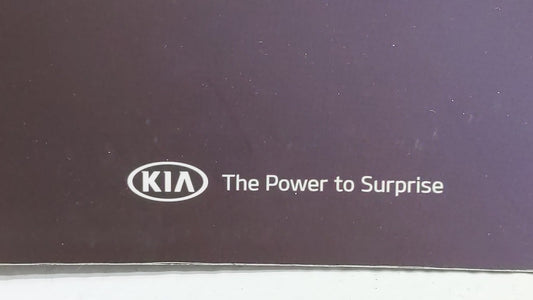 KIA The Power to Surprise